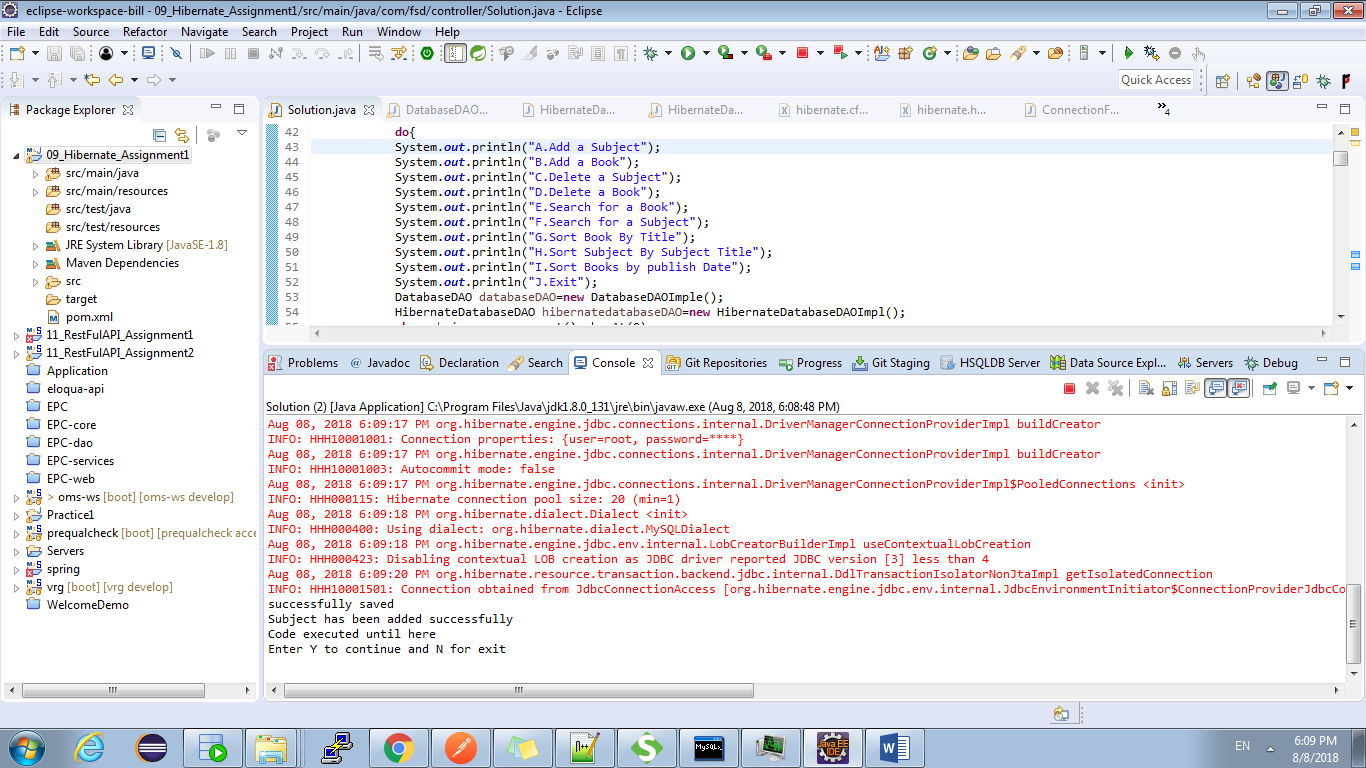 eclipse-workspace-bill - 09_Hibernate_Assignment1/src/main/java/com/fsd/controller/Solution.java - Eclipse
File Edit Source Refactor Navigate Search Project Run Window Help
Quick Access
Package Explorer
09_Hibernate_Assignment1
src/main/java
src/main/resources
src/test/java
src/test/resources
JRE System Library [JavaSE-1.8]
Maven Dependencies
src
target
pom.xml
11_RestFulAPI_Assignment1
11_RestFulAPI_Assignment2
Application
eloqua-api
EPC
EPC-core
EPC-dao
EPC-services
EPC-web
> oms-ws [boot] [oms-ws develop]
Practice1
prequalcheck [boot] [prequalcheck acce
Servers
spring
vrg [boot] [vrg develop]
WelcomeDemo
Solution.java DatabaseDAO... HibernateDa... HibernateDa... hibernate.cf... hibernate.h... ConnectionF... »4
42 do{
43 System.out.println("A.Add a Subject");
44 System.out.println("B.Add a Book");
45 System.out.println("C.Delete a Subject");
46 System.out.println("D.Delete a Book");
47 System.out.println("E.Search for a Book");
48 System.out.println("F.Search for a Subject");
49 System.out.println("G.Sort Book By Title");
50 System.out.println("H.Sort Subject By Subject Title");
51 System.out.println("I.Sort Books by publish Date");
52 System.out.println("J.Exit");
53 DatabaseDAO databaseDAO=new DatabaseDAOImple();
54 HibernateDatabaseDAO hibernatedatabaseDAO=new HibernateDatabaseDAOImpl();
Problems @ Javadoc Declaration Search Console Git Repositories Progress Git Staging HSQLDB Server Data Source Expl... Servers Debug
Solution (2) [Java Application] C:\Program Files\Java\jdk1.8.0_131\jre\bin\javaw.exe (Aug 8, 2018, 6:08:48 PM)
Aug 08, 2018 6:09:17 PM org.hibernate.engine.jdbc.connections.internal.DriverManagerConnectionProviderImpl buildCreator
INFO: HHH10001001: Connection properties: {user=root, password=****}
Aug 08, 2018 6:09:17 PM org.hibernate.engine.jdbc.connections.internal.DriverManagerConnectionProviderImpl buildCreator
INFO: HHH10001003: Autocommit mode: false
Aug 08, 2018 6:09:17 PM org.hibernate.engine.jdbc.connections.internal.DriverManagerConnectionProviderImpl$PooledConnections <init>
INFO: HHH000115: Hibernate connection pool size: 20 (min=1)
Aug 08, 2018 6:09:18 PM org.hibernate.dialect.Dialect <init>
INFO: HHH000400: Using dialect: org.hibernate.dialect.MySQLDialect
Aug 08, 2018 6:09:18 PM org.hibernate.engine.jdbc.env.internal.LobCreatorBuilderImpl useContextualLobCreation
INFO: HHH000423: Disabling contextual LOB creation as JDBC driver reported JDBC version [3] less than 4
Aug 08, 2018 6:09:20 PM org.hibernate.resource.transaction.backend.jdbc.internal.DdlTransactionIsolatorNonJtaImpl getIsolatedConnection
INFO: HHH10001501: Connection obtained from JdbcConnectionAccess [org.hibernate.engine.jdbc.env.internal.JdbcEnvironmentInitiator$ConnectionProviderJdbcCo
successfully saved
Subject has been added successfully
Code executed until here
Enter Y to continue and N for exit
EN
6:09 PM
8/8/2018